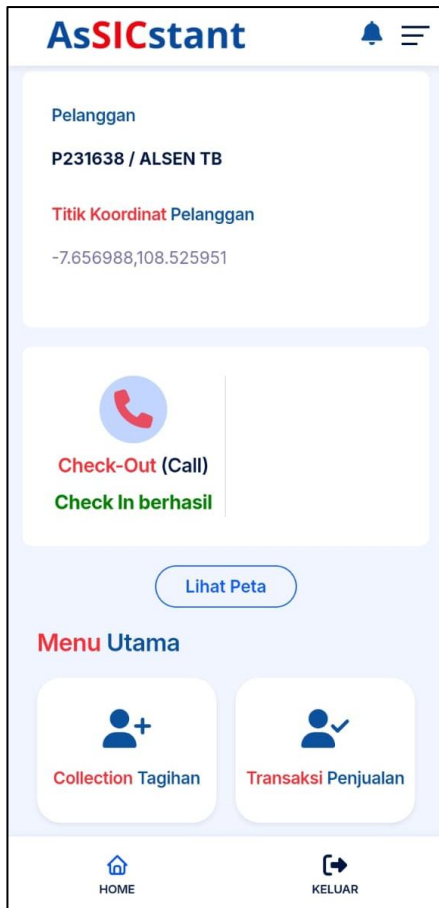 AsSICstant
Pelanggan
P231638 / ALSEN TB
Titik Koordinat Pelanggan
-7.656988,108.525951
Check-Out (Call)
Check In berhasil
Lihat Peta
Menu Utama
Collection Tagihan
Transaksi Penjualan
HOME
KELUAR